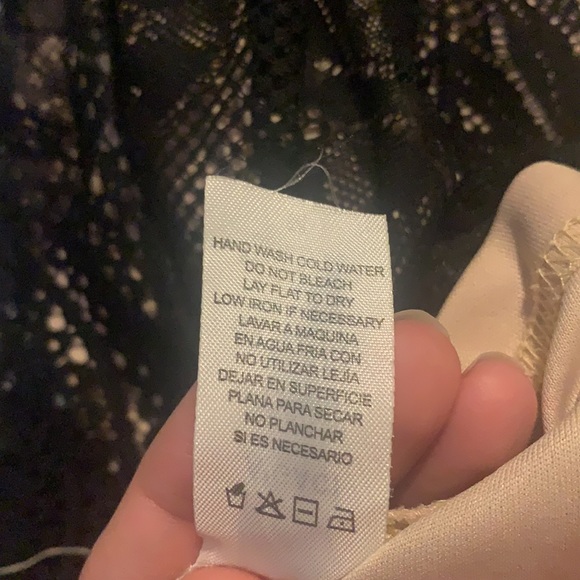 HAND WASH COLD WATER
DO NOT BLEACH
LAY FLAT TO DRY
LOW IRON IF NECESSARY
LAVAR A MAQUINA
EN AGUA FRIA CON
NO UTILIZAR LEJÍA
DEJAR EN SUPERFICIE
PLANA PARA SECAR
NO PLANCHAR
SI ES NECESARIO